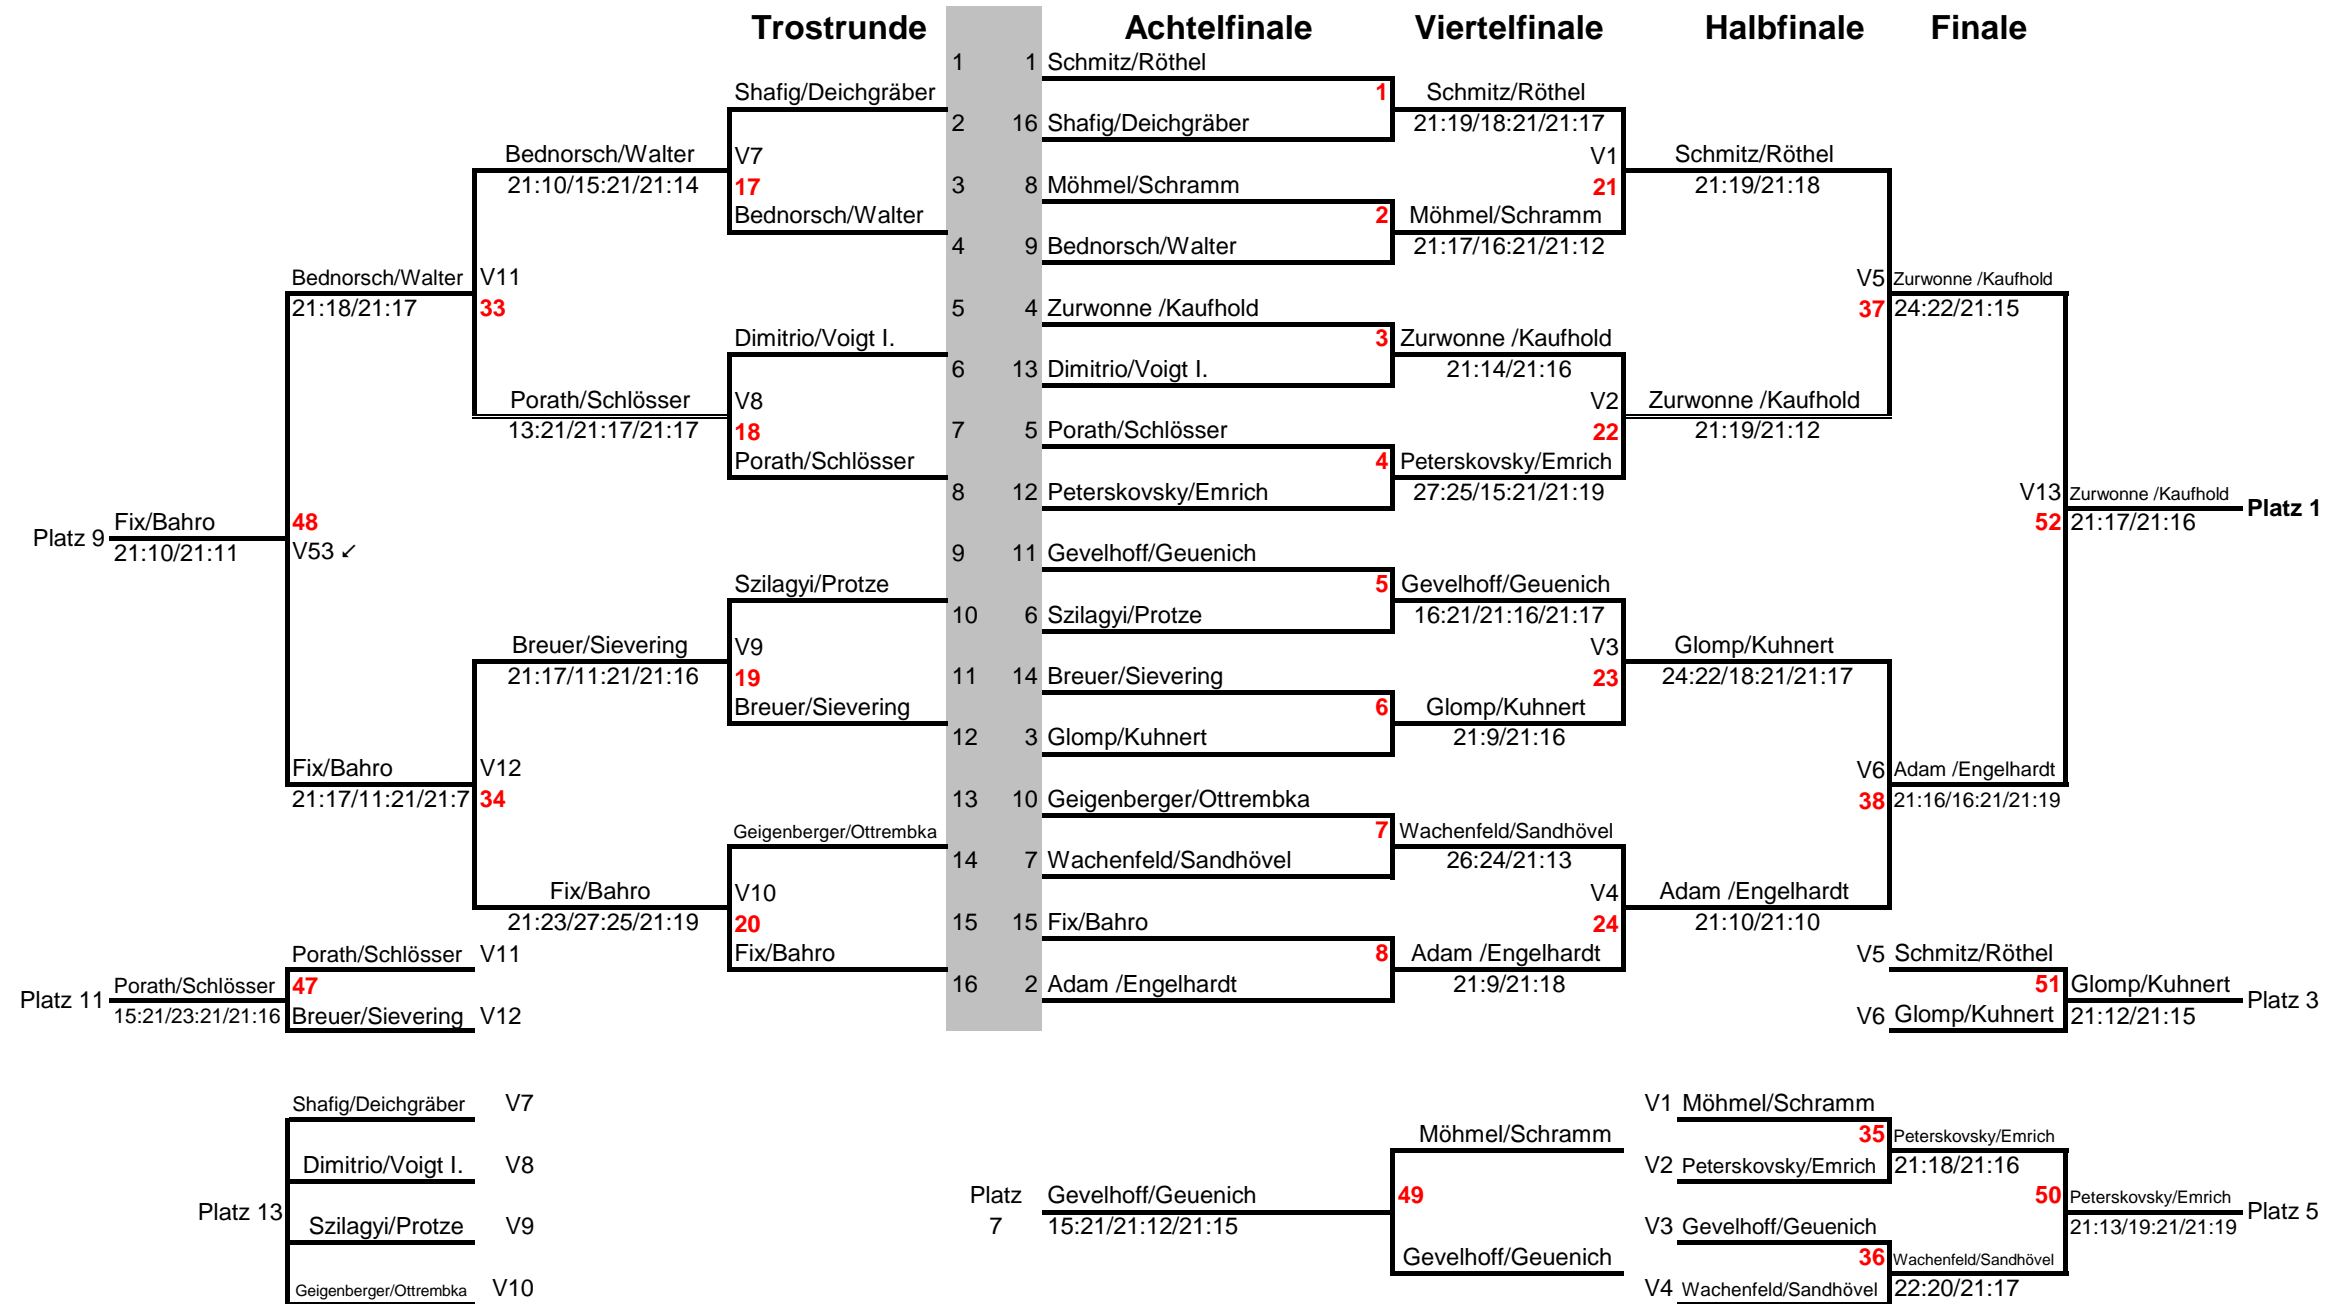 Trostrunde Achtelfinale Viertelfinale Halbfinale Finale
1 1 Schmitz/Röthel
Shafig/Deichgräber 1 Schmitz/Röthel
2 16 Shafig/Deichgräber 21:19/18:21/21:17
Bednorsch/Walter V7 V1 Schmitz/Röthel
21:10/15:21/21:14 17 3 8 Möhmel/Schramm 21 21:19/21:18
Bednorsch/Walter 2 Möhmel/Schramm
4 9 Bednorsch/Walter 21:17/16:21/21:12
Bednorsch/Walter V11 V5 Zurwonne /Kaufhold
21:18/21:17 33 5 4 Zurwonne /Kaufhold 37 24:22/21:15
Dimitrio/Voigt I. 3 Zurwonne /Kaufhold
6 13 Dimitrio/Voigt I. 21:14/21:16
Porath/Schlösser V8 V2 Zurwonne /Kaufhold
13:21/21:17/21:17 18 7 5 Porath/Schlösser 22 21:19/21:12
Porath/Schlösser 4 Peterskovsky/Emrich
8 12 Peterskovsky/Emrich 27:25/15:21/21:19 V13 Zurwonne /Kaufhold
Platz 9 Fix/Bahro 48 52 21:17/21:16 Platz 1
21:10/21:11 V53 ↙ 9 11 Gevelhoff/Geuenich
Szilagyi/Protze 5 Gevelhoff/Geuenich
10 6 Szilagyi/Protze 16:21/21:16/21:17
Breuer/Sievering V9 V3 Glomp/Kuhnert
21:17/11:21/21:16 19 11 14 Breuer/Sievering 23 24:22/18:21/21:17
Breuer/Sievering 6 Glomp/Kuhnert
12 3 Glomp/Kuhnert 21:9/21:16
Fix/Bahro V12 V6 Adam /Engelhardt
21:17/11:21/21:7 34 13 10 Geigenberger/Ottrembka 38 21:16/16:21/21:19
Geigenberger/Ottrembka 7 Wachenfeld/Sandhövel
14 7 Wachenfeld/Sandhövel 26:24/21:13
Fix/Bahro V10 V4 Adam /Engelhardt
21:23/27:25/21:19 20 15 15 Fix/Bahro 24 21:10/21:10
Porath/Schlösser V11 Fix/Bahro 8 Adam /Engelhardt V5 Schmitz/Röthel
Platz 11 Porath/Schlösser 47 16 2 Adam /Engelhardt 21:9/21:18 51 Glomp/Kuhnert Platz 3
15:21/23:21/21:16 Breuer/Sievering V12 V6 Glomp/Kuhnert 21:12/21:15
Shafig/Deichgräber V7 V1 Möhmel/Schramm
Möhmel/Schramm 35 Peterskovsky/Emrich
Dimitrio/Voigt I. V8 V2 Peterskovsky/Emrich 21:18/21:16
Platz 13 Platz Gevelhoff/Geuenich 49 50 Peterskovsky/Emrich Platz 5
Szilagyi/Protze V9 7 15:21/21:12/21:15 V3 Gevelhoff/Geuenich 21:13/19:21/21:19
Gevelhoff/Geuenich 36 Wachenfeld/Sandhövel
Geigenberger/Ottrembka V10 V4 Wachenfeld/Sandhövel 22:20/21:17